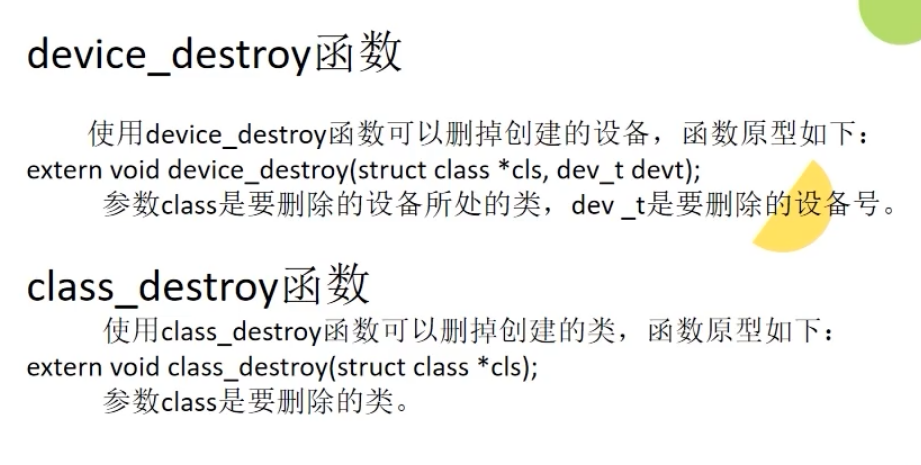 device_destroy函数
使用device_destroy函数可以删掉创建的设备，函数原型如下：
extern void device_destroy(struct class *cls, dev_t devt);
参数class是要删除的设备所处的类，dev _t是要删除的设备号。
class_destroy函数
使用class_destroy函数可以删掉创建的类，函数原型如下：
extern void class_destroy(struct class *cls);
参数class是要删除的类。